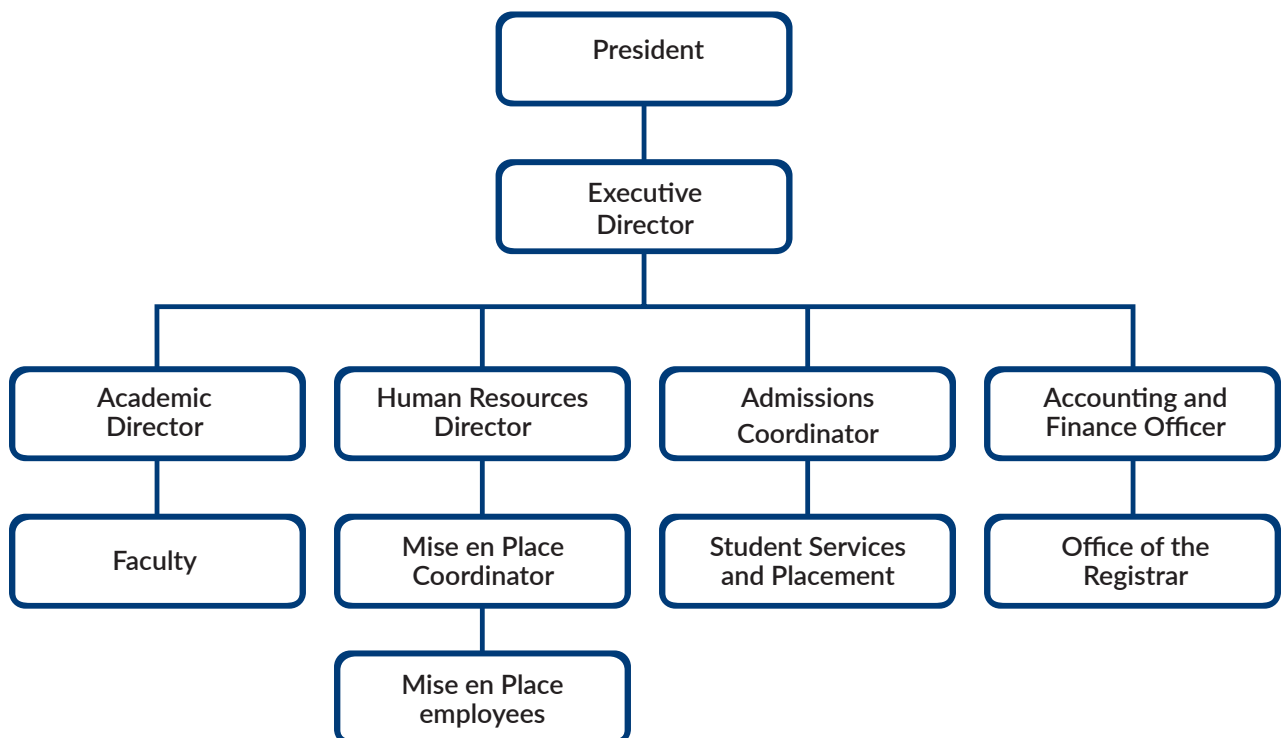 President
Executive
Director
Academic
Director
Human Resources
Director
Admissions
Coordinator
Accounting and
Finance Officer
Faculty
Mise en Place
Coordinator
Student Services
and Placement
Office of the
Registrar
Mise en Place
employees